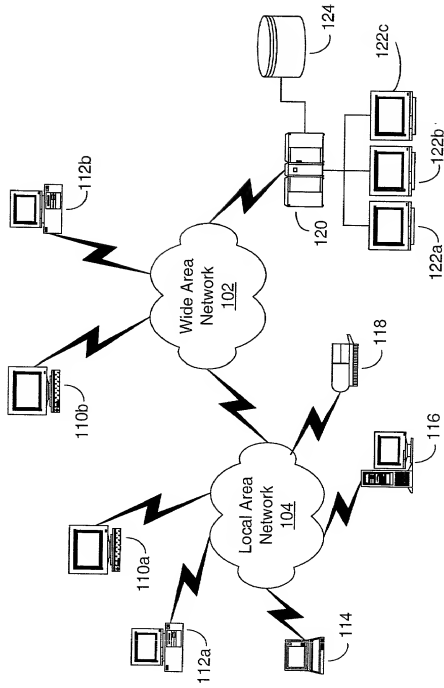 112b
110b
Wide Area
Network
102
120
124
122a
122b
122c
110a
112a
Local Area
Network
104
114
116
118